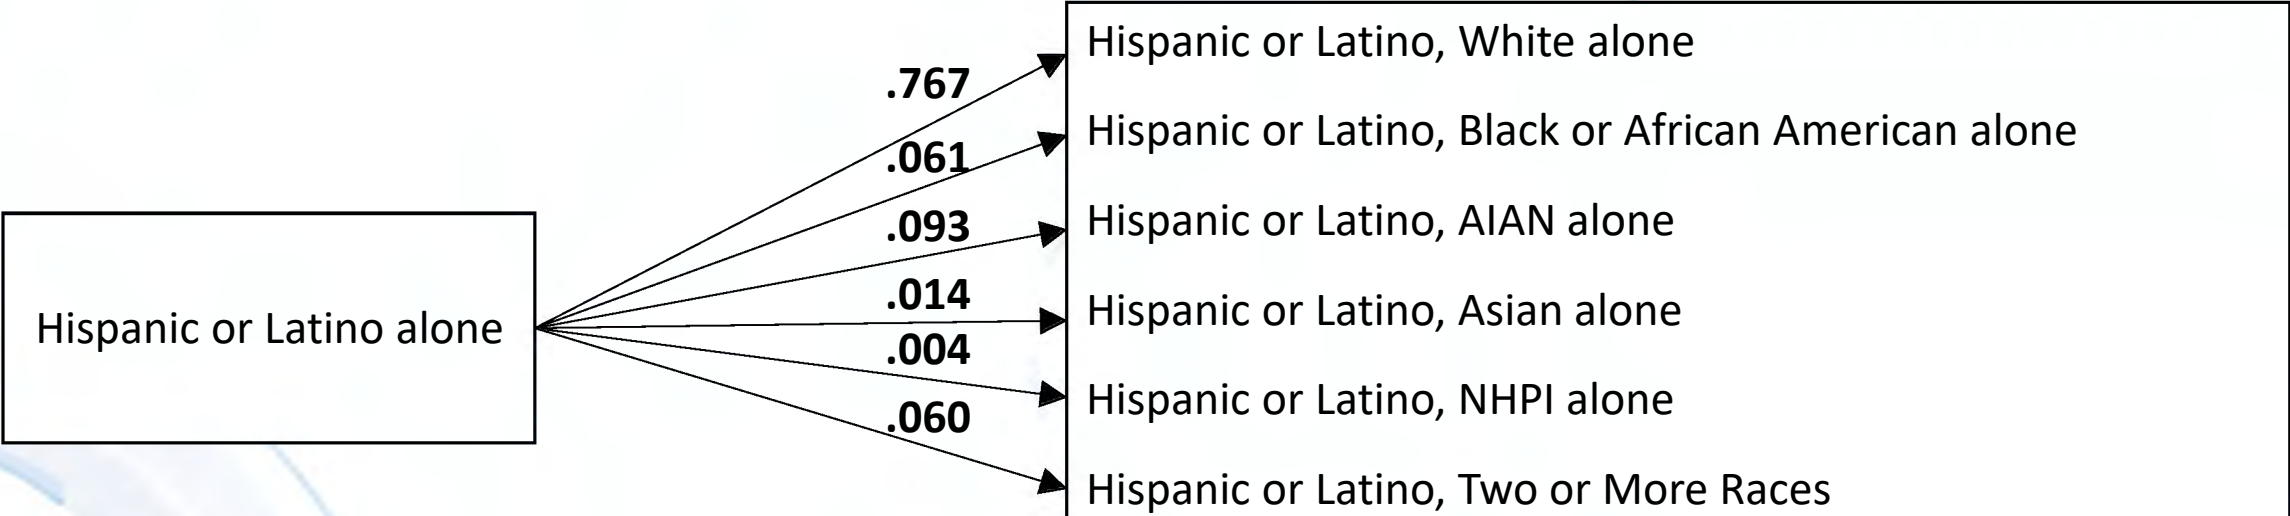 Hispanic or Latino alone
.767
.061
.093
.014
.004
.060
Hispanic or Latino, White alone
Hispanic or Latino, Black or African American alone
Hispanic or Latino, AIAN alone
Hispanic or Latino, Asian alone
Hispanic or Latino, NHPI alone
Hispanic or Latino, Two or More Races